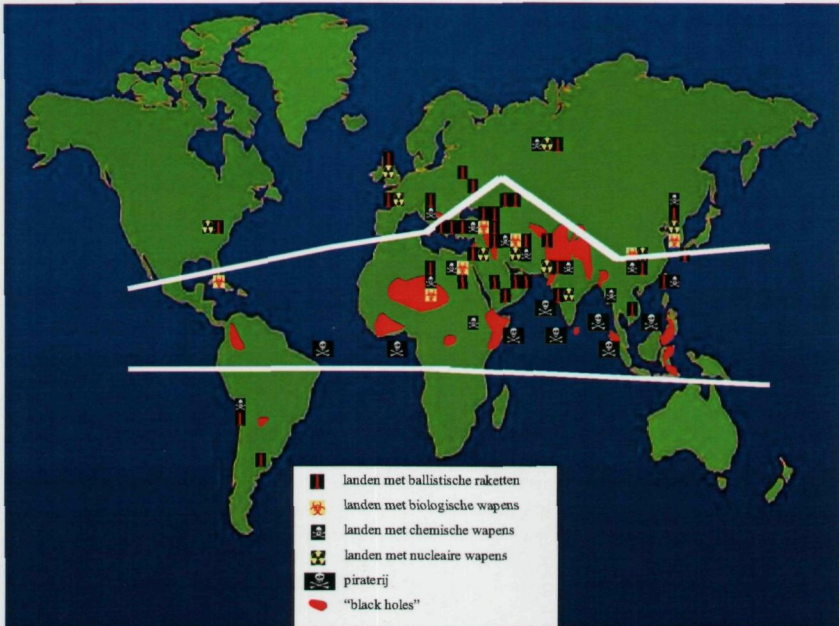 landen met ballistische raketten
landen met biologische wapens
landen met chemische wapens
landen met nucleaire wapens
piraterij
“black holes”